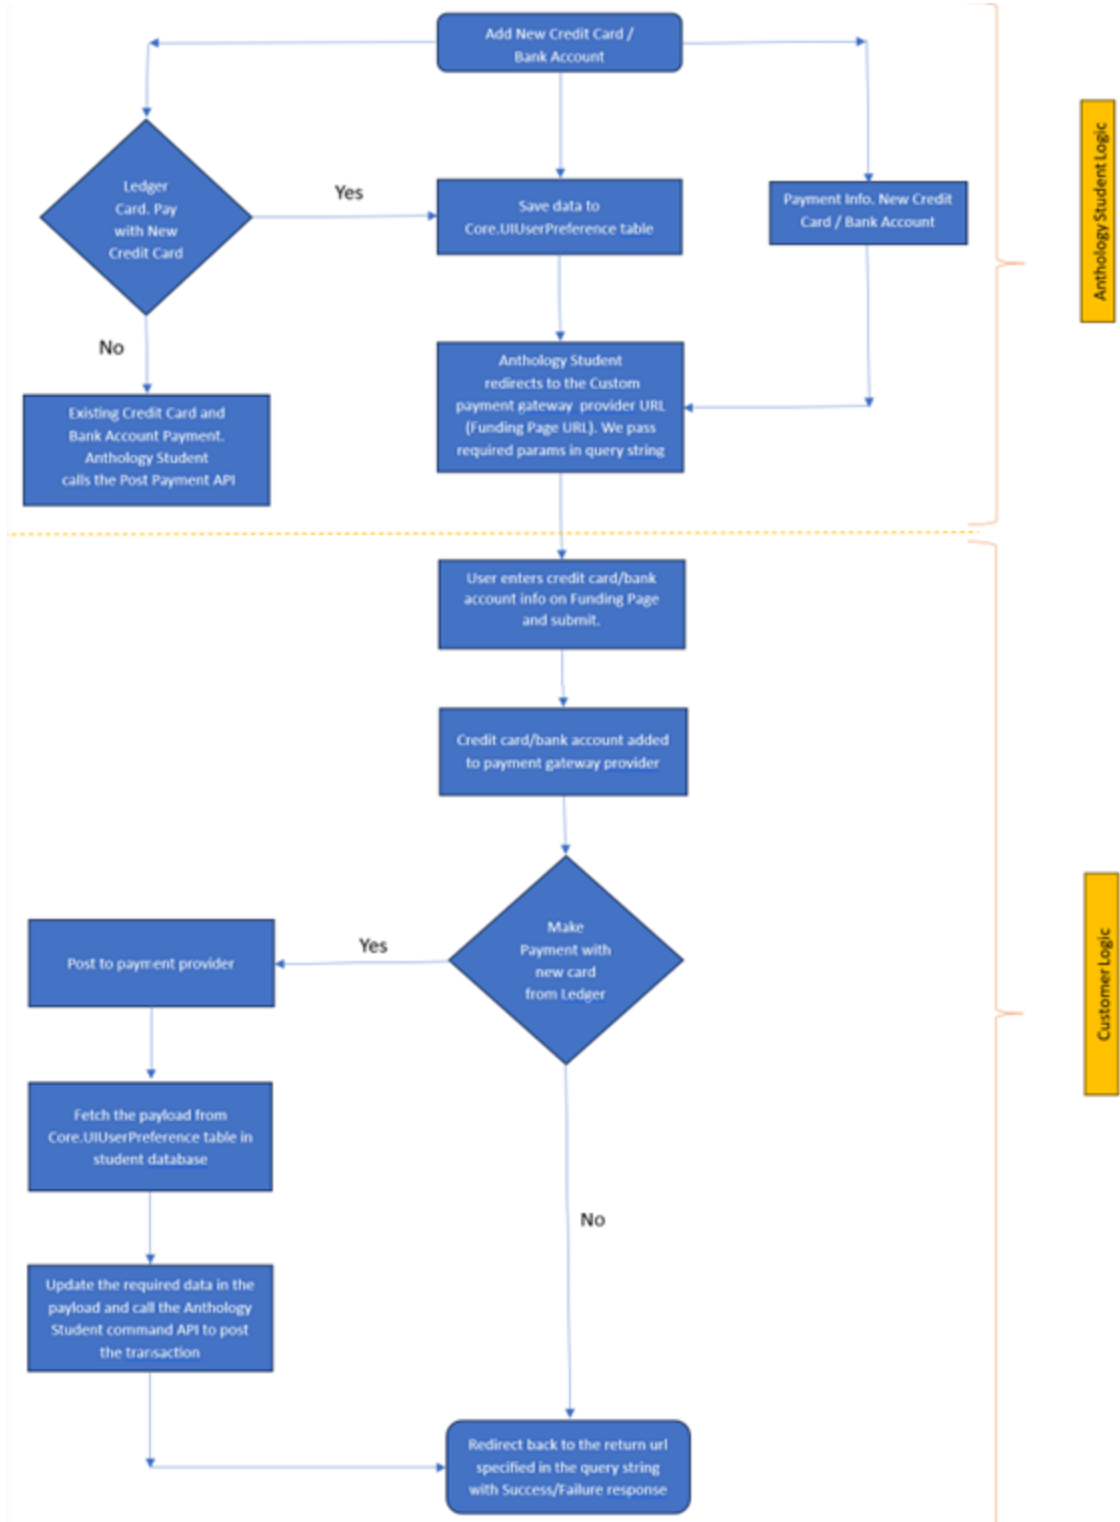 Add New Credit Card /
Bank Account
Ledger
Card. Pay
with New
Credit Card
Yes
Save data to
Core.UIUserPreference table
Payment Info. New Credit
Card / Bank Account
Anthology Student Logic
No
Existing Credit Card and
Bank Account Payment.
Anthology Student
calls the Post Payment API
Anthology Student
redirects to the Custom
payment gateway provider URL
(Funding Page URL). We pass
required params in query string
User enters credit card/bank
account info on Funding Page
and submit.
Credit card/bank account added
to payment gateway provider
Make
Payment with
new card
from Ledger
Yes
Post to payment provider
Customer Logic
Fetch the payload from
Core.UIUserPreference table in
student database
No
Update the required data in the
payload and call the Anthology
Student command API to post
the transaction
Redirect back to the return url
specified in the query string
with Success/Failure response